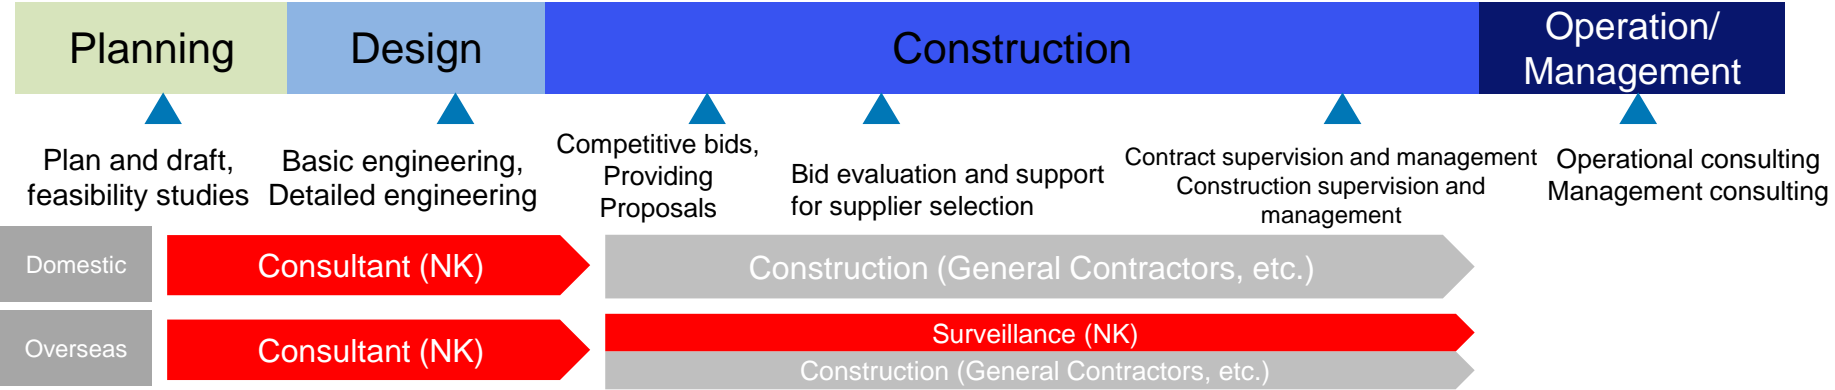 Planning
Design
Construction
Operation/
Management
Plan and draft,
feasibility studies
Basic engineering,
Detailed engineering
Competitive bids,
Providing
Proposals
Bid evaluation and support
for supplier selection
Contract supervision and management
Construction supervision and
management
Operational consulting
Management consulting
Domestic
Consultant (NK)
Construction (General Contractors, etc.)
Overseas
Consultant (NK)
Surveillance (NK)
Construction (General Contractors, etc.)